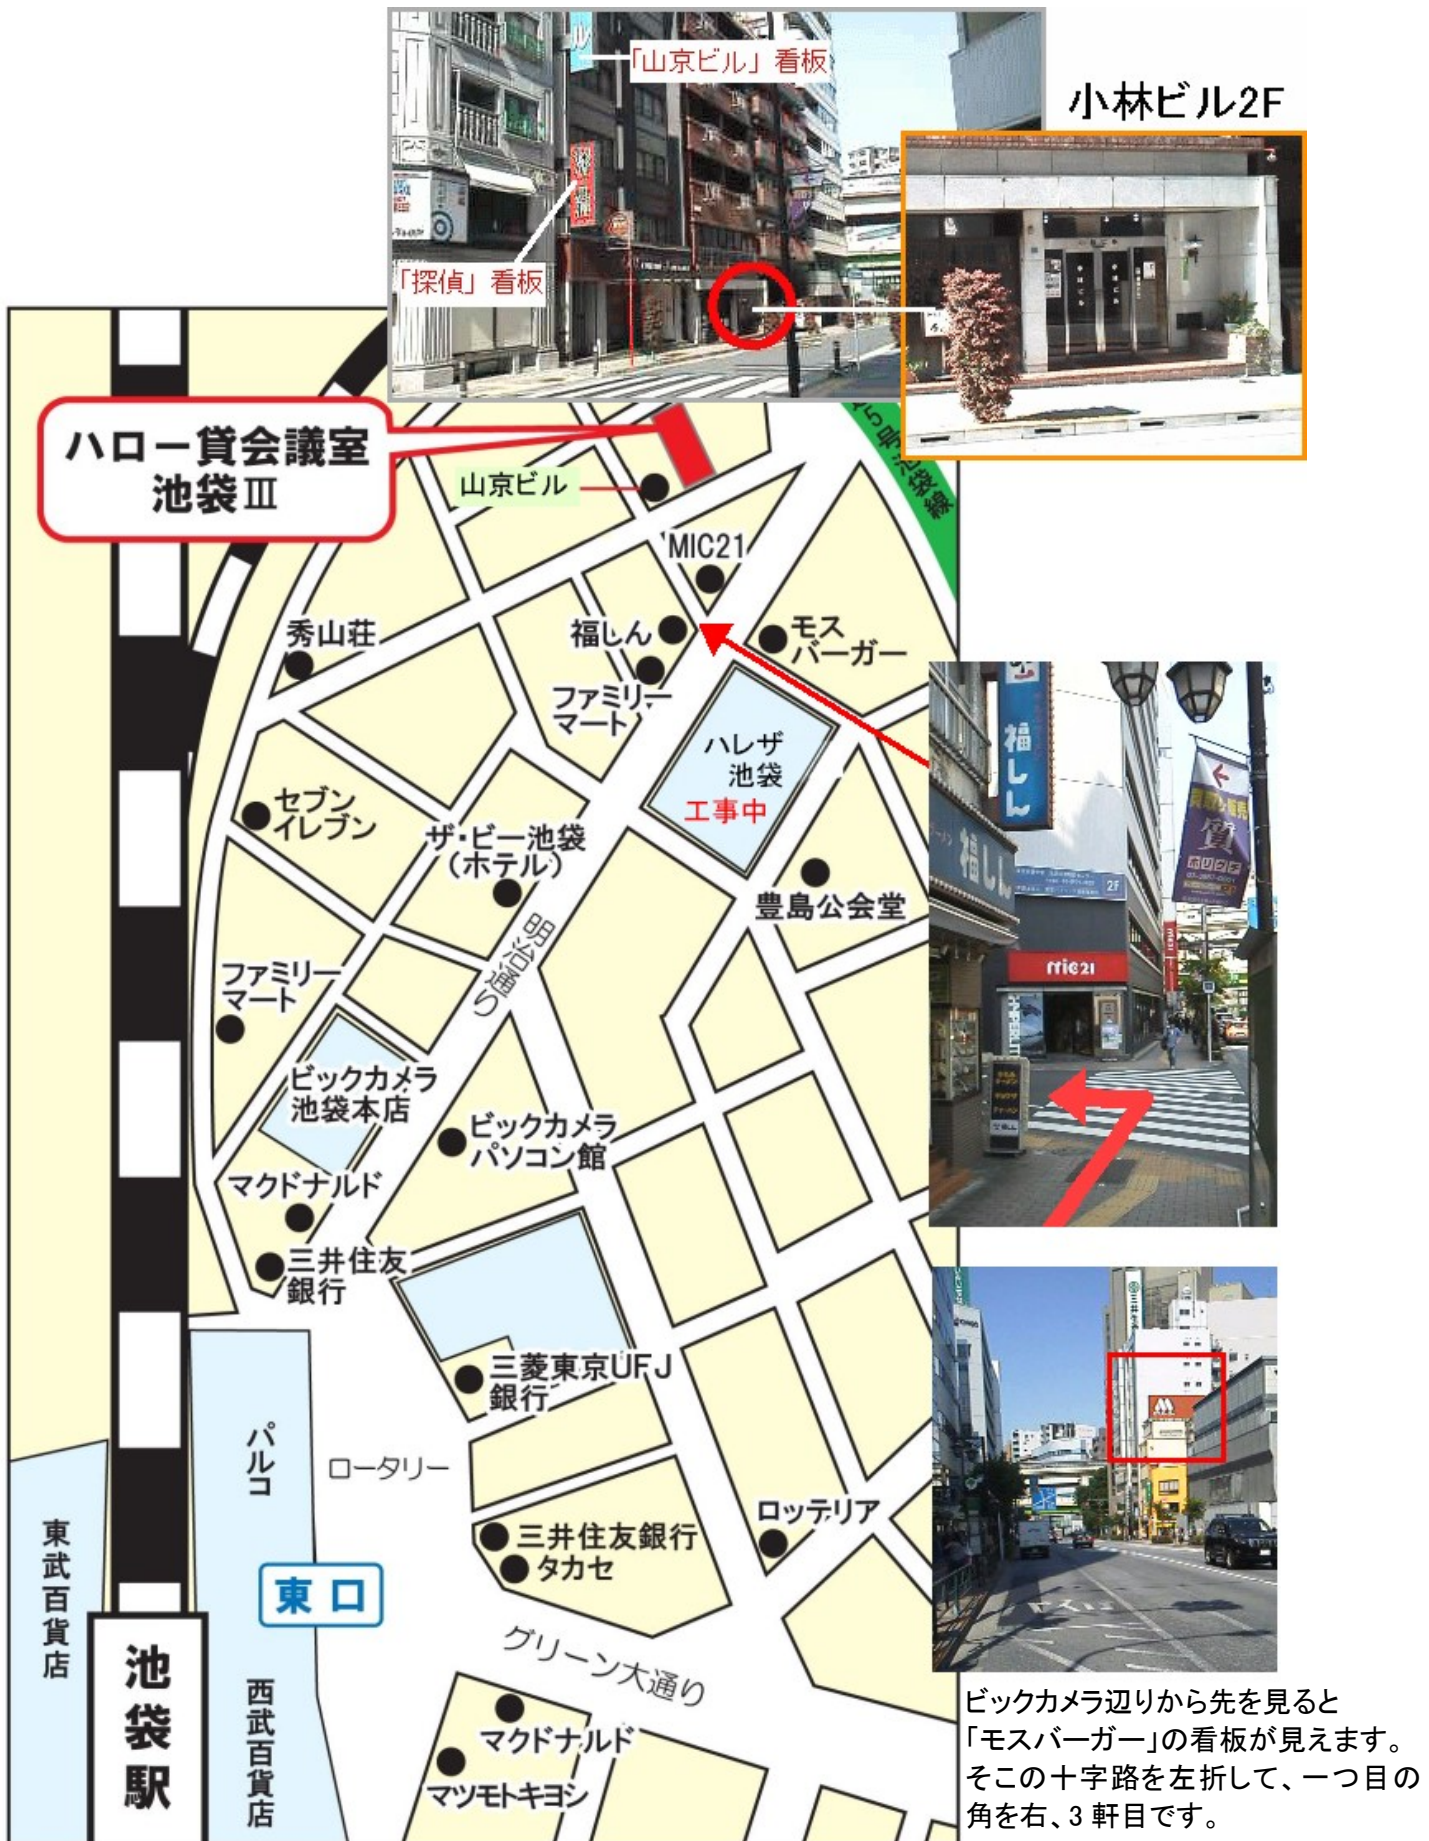 ル
「山京ビル」看板
「探偵」看板
小林ビル2F
ハロー貸会議室
池袋Ⅲ
山京ビル
5号池袋線
MIC21
秀山荘
福しん
ファミリー
マート
モス
バーガー
ハレザ
池袋
工事中
セブン
イレブン
ザ・ビー池袋
(ホテル)
豊島公会堂
明治通り
ファミリー
マート
ビックカメラ
池袋本店
ビックカメラ
パソコン館
マクドナルド
三井住友
銀行
三菱東京UFJ
銀行
パルコ
ロータリー
東武百貨店
東口
三井住友銀行
タカセ
ロッテリア
グリーン大通り
池袋駅
西武百貨店
マクドナルド
マツモトキヨシ
福しん
福しん
2F
mic21
質
ビックカメラ辺りから先を見ると
「モスバーガー」の看板が見えます。
そこの十字路を左折して、一つ目の
角を右、3軒目です。